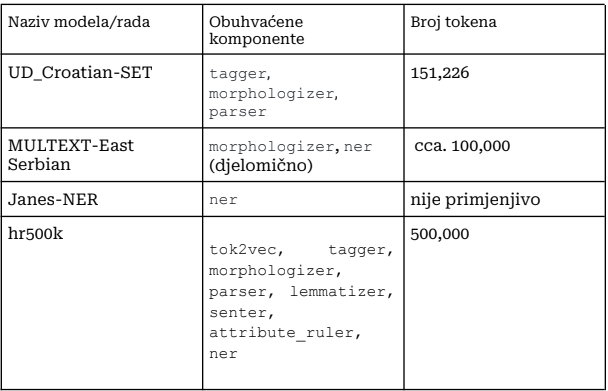 Naziv modela/rada
Obuhvaćene
komponente
Broj tokena
UD_Croatian-SET
tagger,
morphologizer,
parser
151,226
MULTEXT-East
Serbian
morphologizer, ner
(djelomično)
cca. 100,000
Janes-NER
ner
nije primjenjivo
hr500k
tok2vec, tagger,
morphologizer,
parser, lemmatizer,
senter,
attribute_ruler,
ner
500,000